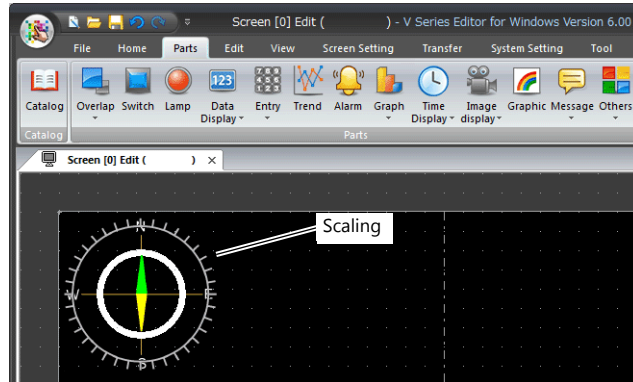 Screen [0] Edit ( ) - V Series Editor for Windows Version 6.00
File Home Parts Edit View Screen Setting Transfer System Setting Tool
123
Catalog Overlap Switch Lamp Data Display Entry Trend Alarm Graph Time Display Image display Graphic Message Others
Catalog Parts
Screen [0] Edit ( ) ×
Scaling
N
W E
S